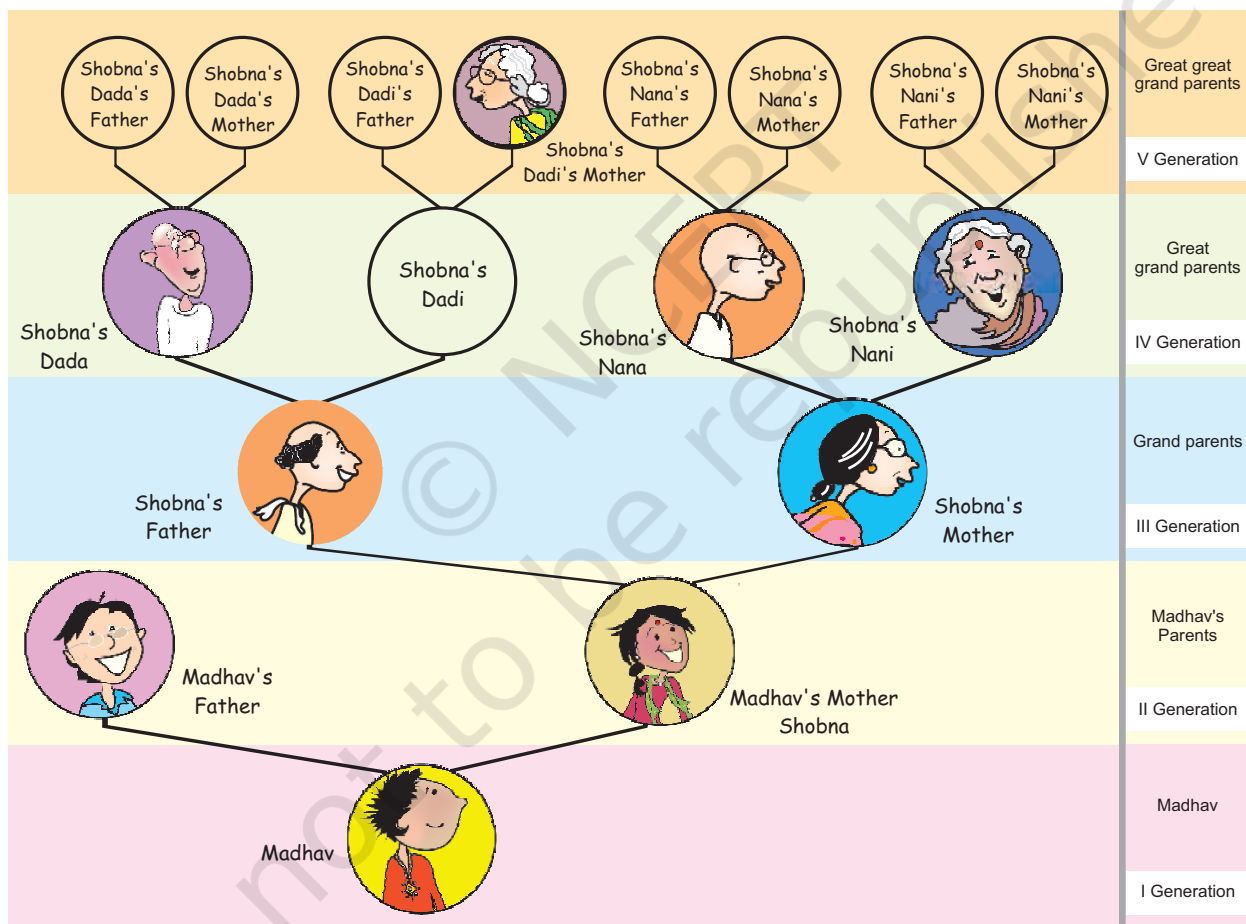 Shobna's
Dada's
Father
Shobna's
Dada's
Mother
Shobna's
Dadi's
Father
Shobna's
Dadi's Mother
Shobna's
Nana's
Father
Shobna's
Nana's
Mother
Shobna's
Nani's
Father
Shobna's
Nani's
Mother
Great great
grand parents
V Generation
Shobna's
Dada
Shobna's
Dadi
Shobna's
Nana
Shobna's
Nani
Great
grand parents
IV Generation
Shobna's
Father
Shobna's
Mother
Grand parents
III Generation
Madhav's
Father
Madhav's Mother
Shobna
Madhav's
Parents
II Generation
Madhav
Madhav
I Generation
© NCERT
not to be republishe